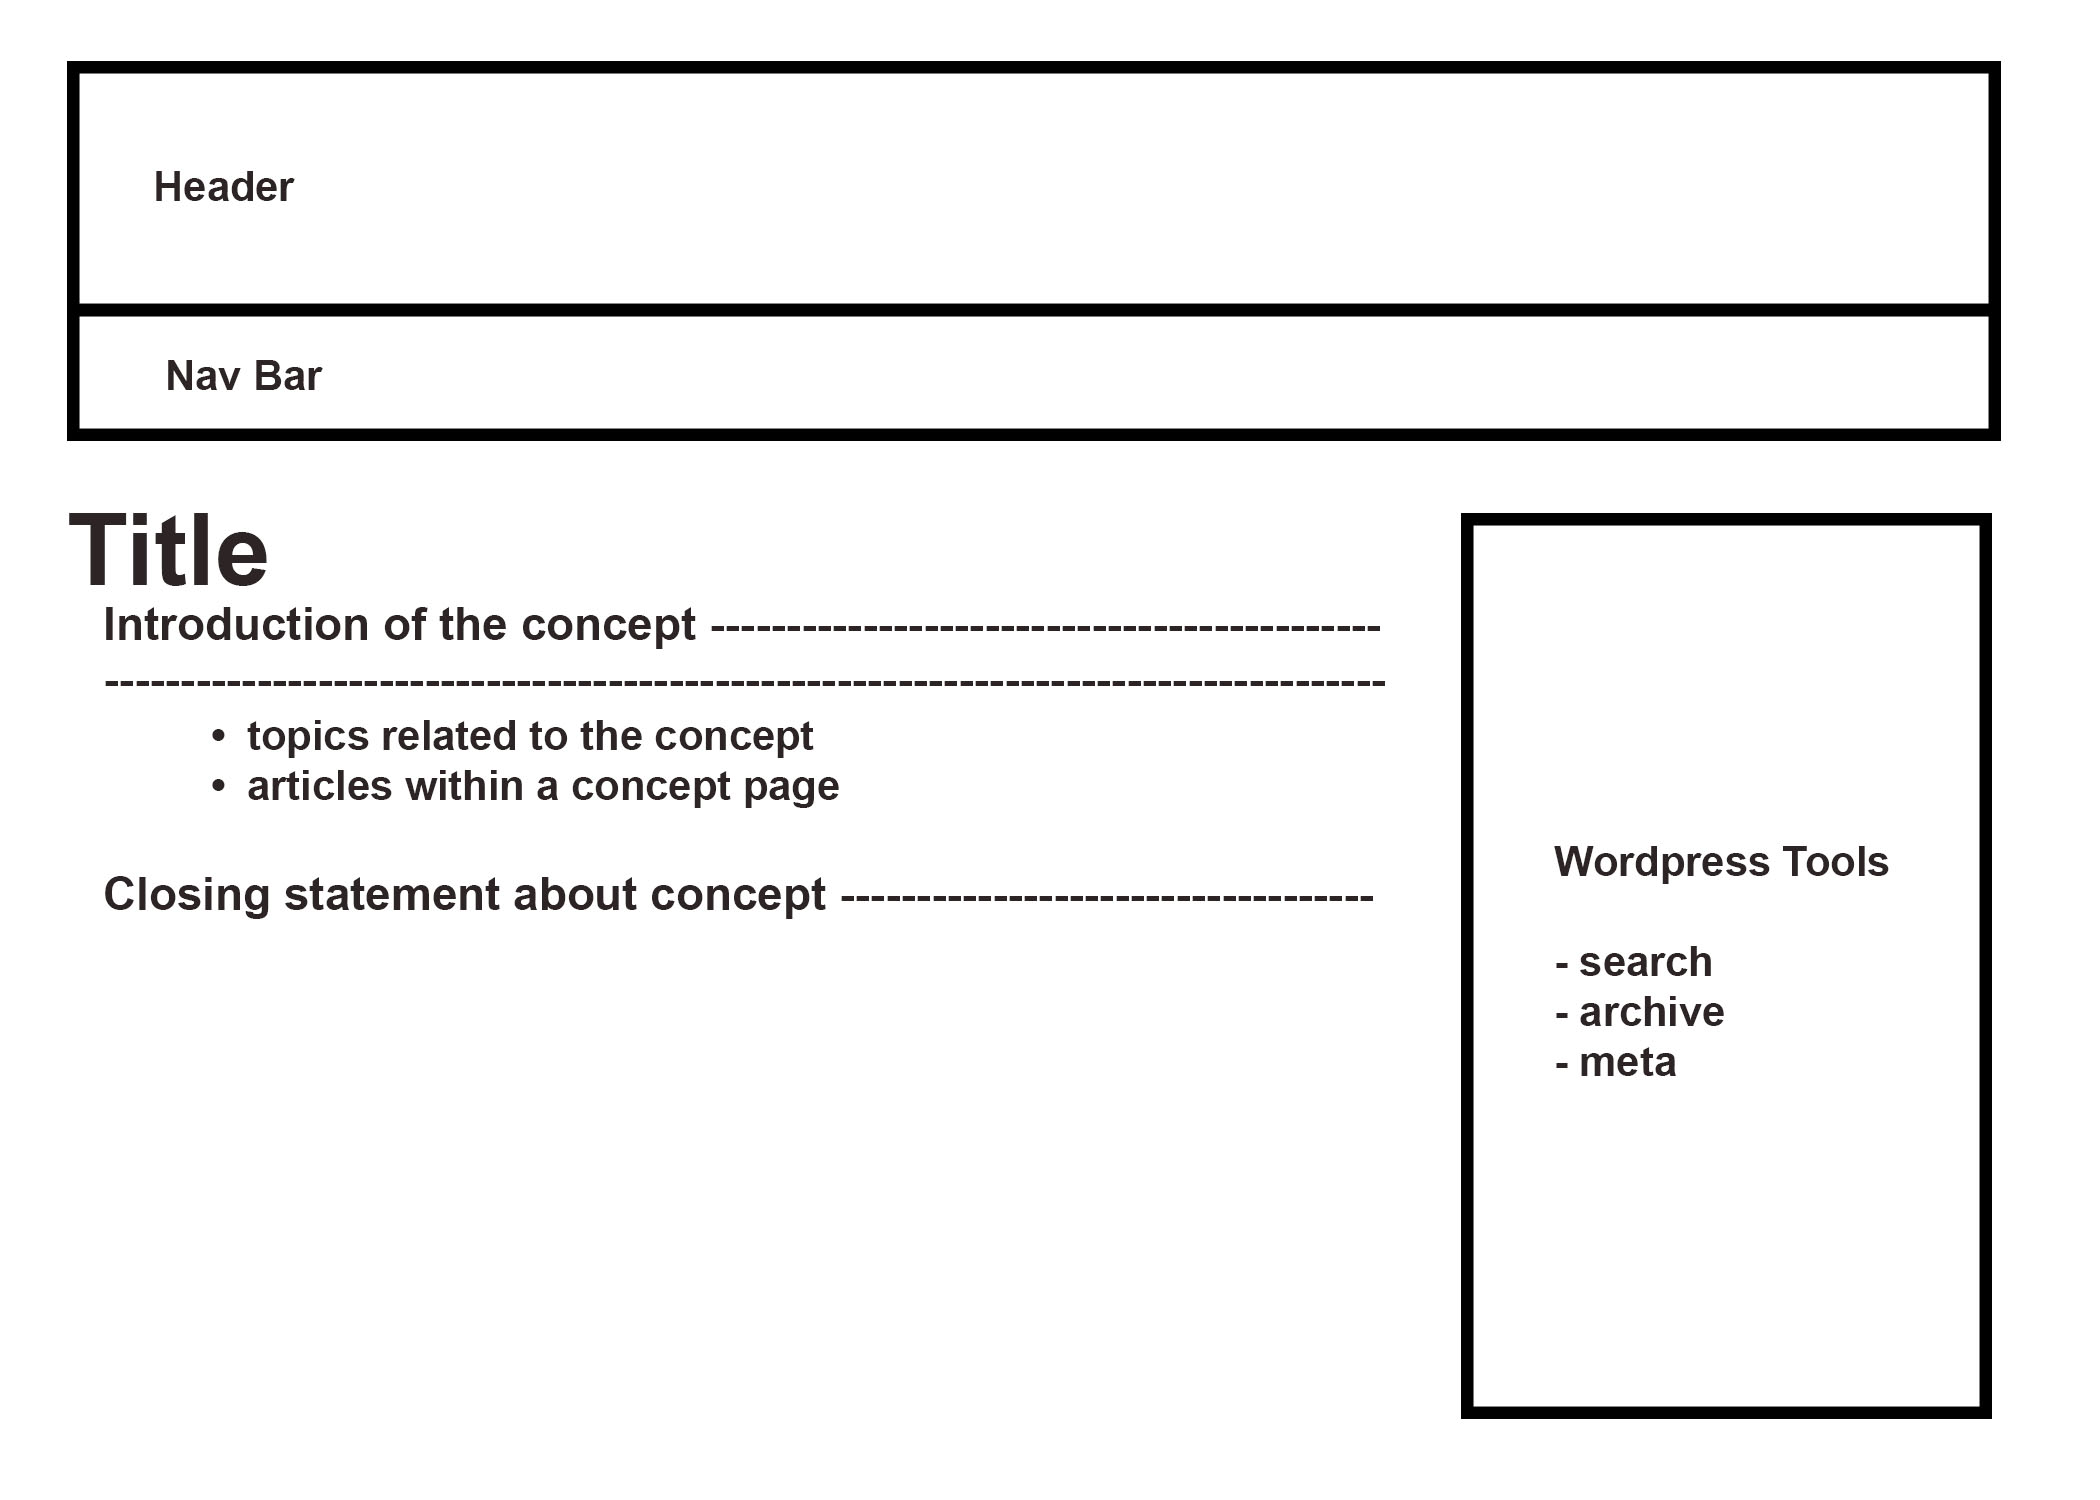 Header
Nav Bar
Title
Introduction of the concept --------------------------------------------
------------------------------------------------------------------------------------
• topics related to the concept
• articles within a concept page
Closing statement about concept -----------------------------------
Wordpress Tools
- search
- archive
- meta